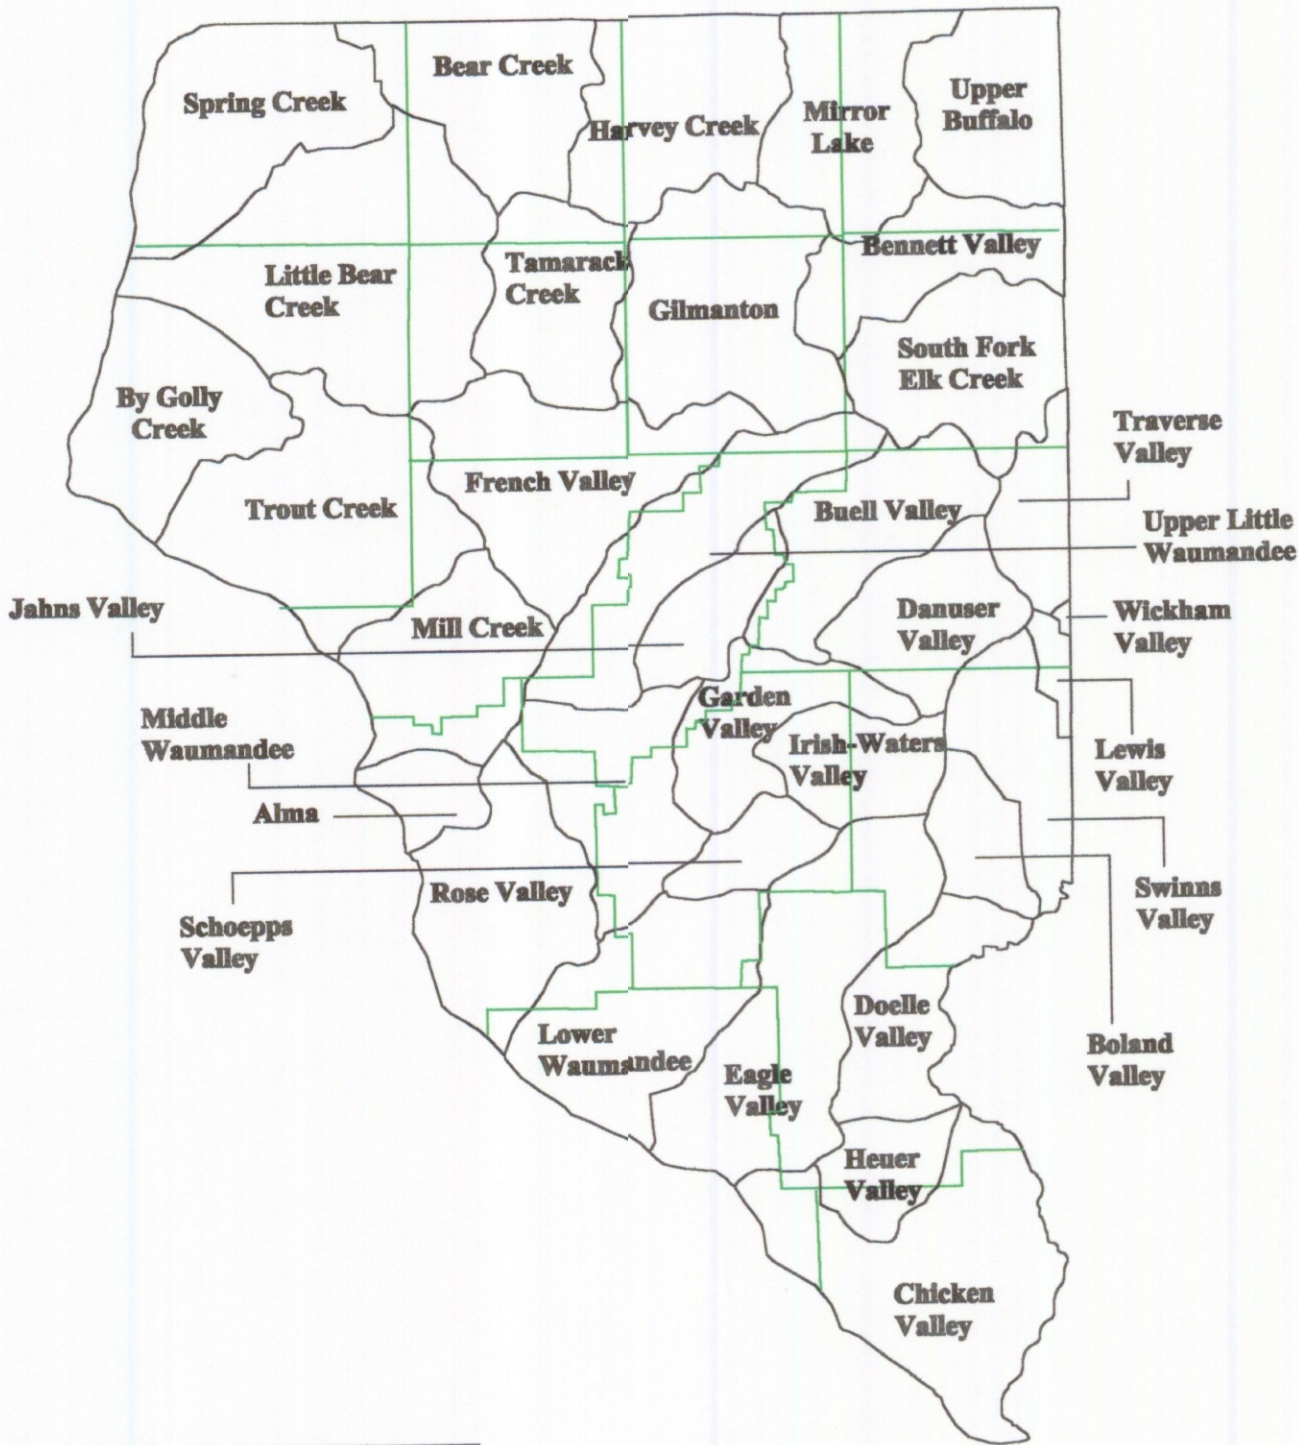 Bear Creek
Spring Creek
Upper
Buffalo
Mirror
Lake
Harvey Creek
Bennett Valley
Tamarack
Creek
Little Bear
Creek
Gilmanton
South Fork
Elk Creek
By Golly
Creek
Traverse
Valley
French Valley
Trout Creek
Buell Valley
Upper Little
Waumandee
Jahns Valley
Mill Creek
Danuser
Valley
Wickham
Valley
Garden
Valley
Middle
Waumandee
Irish-Waters
Valley
Lewis
Valley
Alma
Rose Valley
Swinns
Valley
Schoepps
Valley
Doelle
Valley
Lower
Waumandee
Boland
Valley
Eagle
Valley
Heuer
Valley
Chicken
Valley